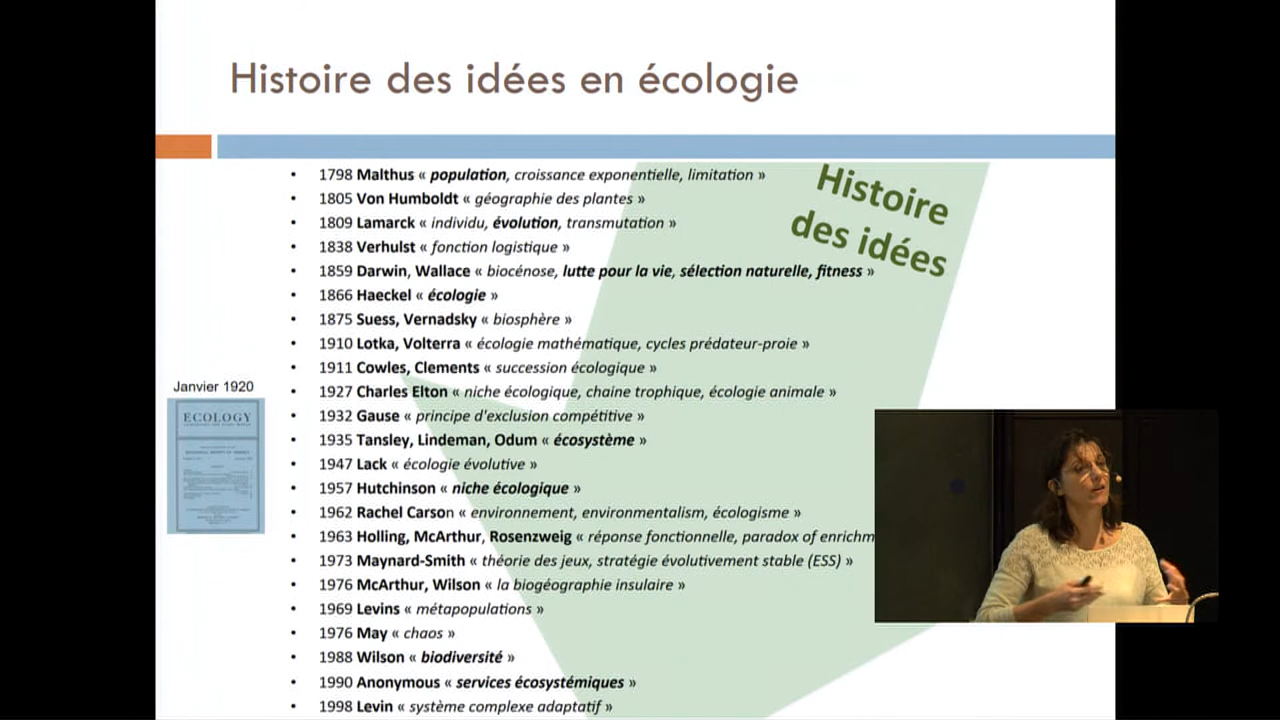 Histoire des idées en écologie
Histoire
des idées
• 1798 Malthus « population, croissance exponentielle, limitation »
• 1805 Von Humboldt « géographie des plantes »
• 1809 Lamarck « individu, évolution, transmutation »
• 1838 Verhulst « fonction logistique »
• 1859 Darwin, Wallace « biocénose, lutte pour la vie, sélection naturelle, fitness »
• 1866 Haeckel « écologie »
• 1875 Suess, Vernadsky « biosphère »
• 1910 Lotka, Volterra « écologie mathématique, cycles prédateur-proie »
• 1911 Cowles, Clements « succession écologique »
• 1927 Charles Elton « niche écologique, chaine trophique, écologie animale »
• 1932 Gause « principe d'exclusion compétitive »
• 1935 Tansley, Lindeman, Odum « écosystème »
• 1947 Lack « écologie évolutive »
• 1957 Hutchinson « niche écologique »
• 1962 Rachel Carson « environnement, environmentalism, écologisme »
• 1963 Holling, McArthur, Rosenzweig « réponse fonctionnelle, paradox of enrichm
• 1973 Maynard-Smith « théorie des jeux, stratégie évolutivement stable (ESS) »
• 1976 McArthur, Wilson « la biogéographie insulaire »
• 1969 Levins « métapopulations »
• 1976 May « chaos »
• 1988 Wilson « biodiversité »
• 1990 Anonymous « services écosystémiques »
• 1998 Levin « système complexe adaptatif »
Janvier 1920
ECOLOGY